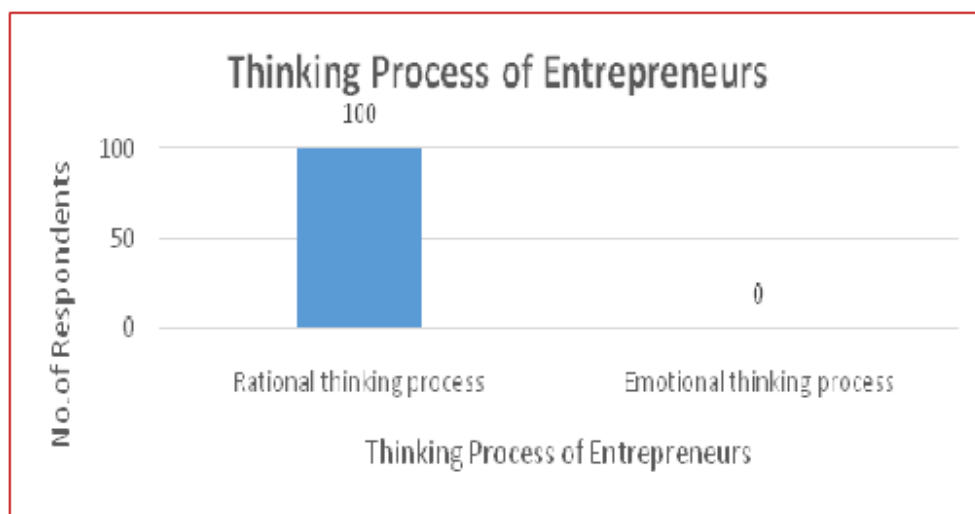 Thinking Process of Entrepreneurs
100
100
50
0
0
No.of Respondents
Rational thinking process
Emotional thinking process
Thinking Process of Entrepreneurs